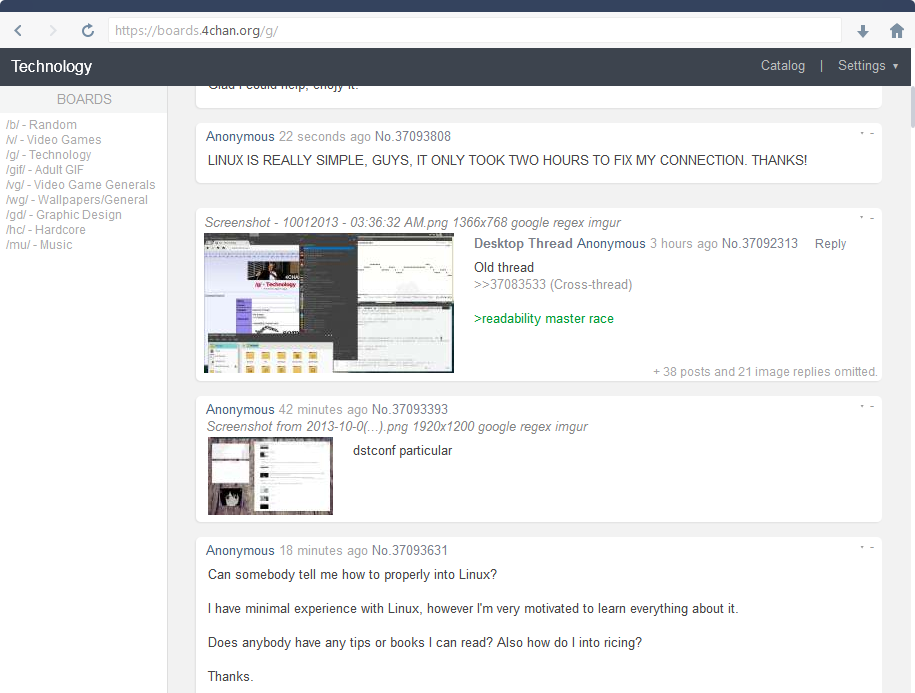 https://boards.4chan.org/g/
Technology
Catalog | Settings ▾
BOARDS
/b/ - Random
/v/ - Video Games
/g/ - Technology
/gif/ - Adult GIF
/vg/ - Video Game Generals
/wg/ - Wallpapers/General
/gd/ - Graphic Design
/hc/ - Hardcore
/mu/ - Music
Glad I could help, enjoy it.
Anonymous 22 seconds ago No.37093808
LINUX IS REALLY SIMPLE, GUYS, IT ONLY TOOK TWO HOURS TO FIX MY CONNECTION. THANKS!
Screenshot - 10012013 - 03:36:32 AM.png 1366x768 google regex imgur
4CHAN
/g/ - Technology
Desktop Thread Anonymous 3 hours ago No.37092313 Reply
Old thread
>>37083533 (Cross-thread)
>readability master race
+ 38 posts and 21 image replies omitted.
Anonymous 42 minutes ago No.37093393
Screenshot from 2013-10-0(...).png 1920x1200 google regex imgur
dstconf particular
Anonymous 18 minutes ago No.37093631
Can somebody tell me how to properly into Linux?
I have minimal experience with Linux, however I'm very motivated to learn everything about it.
Does anybody have any tips or books I can read? Also how do I into ricing?
Thanks.